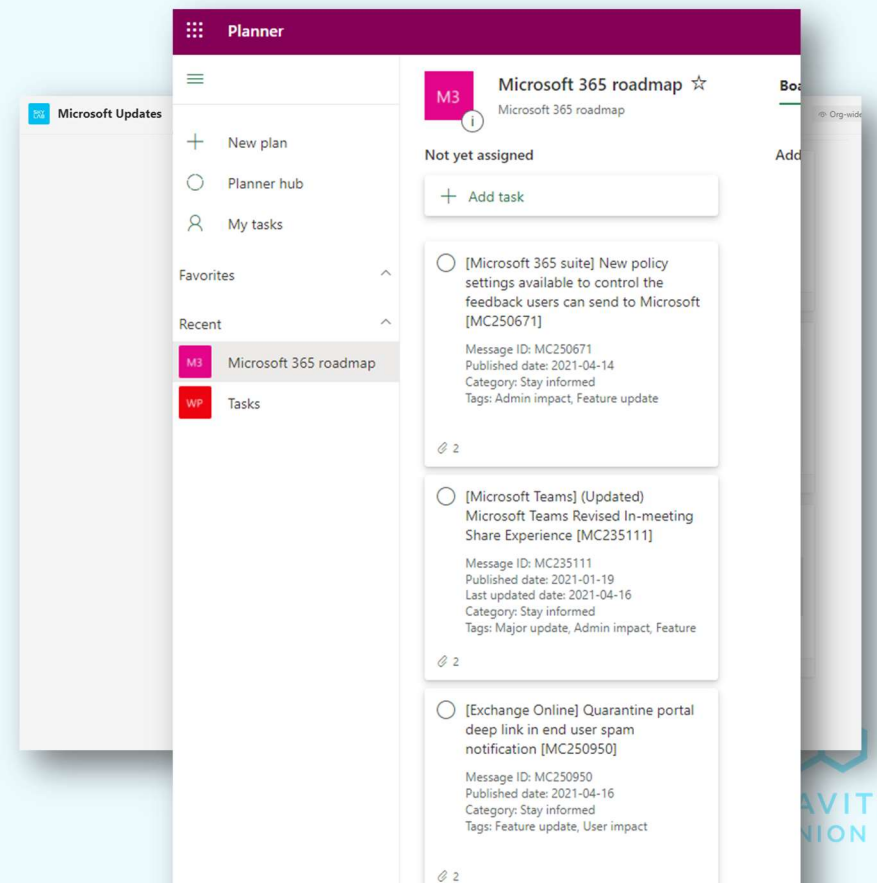 Planner
Microsoft Updates
Org-wide
New plan
Planner hub
My tasks
Favorites
Recent
M3 Microsoft 365 roadmap
WP Tasks
M3
Microsoft 365 roadmap
Microsoft 365 roadmap
Not yet assigned
Add
Add task
[Microsoft 365 suite] New policy
settings available to control the
feedback users can send to Microsoft
[MC250671]
Message ID: MC250671
Published date: 2021-04-14
Category: Stay informed
Tags: Admin impact, Feature update
2
[Microsoft Teams] (Updated)
Microsoft Teams Revised In-meeting
Share Experience [MC235111]
Message ID: MC235111
Published date: 2021-01-19
Last updated date: 2021-04-16
Category: Stay informed
Tags: Major update, Admin impact, Feature
2
[Exchange Online] Quarantine portal
deep link in end user spam
notification [MC250950]
Message ID: MC250950
Published date: 2021-04-16
Category: Stay informed
Tags: Feature update, User impact
2
AVIT
NION